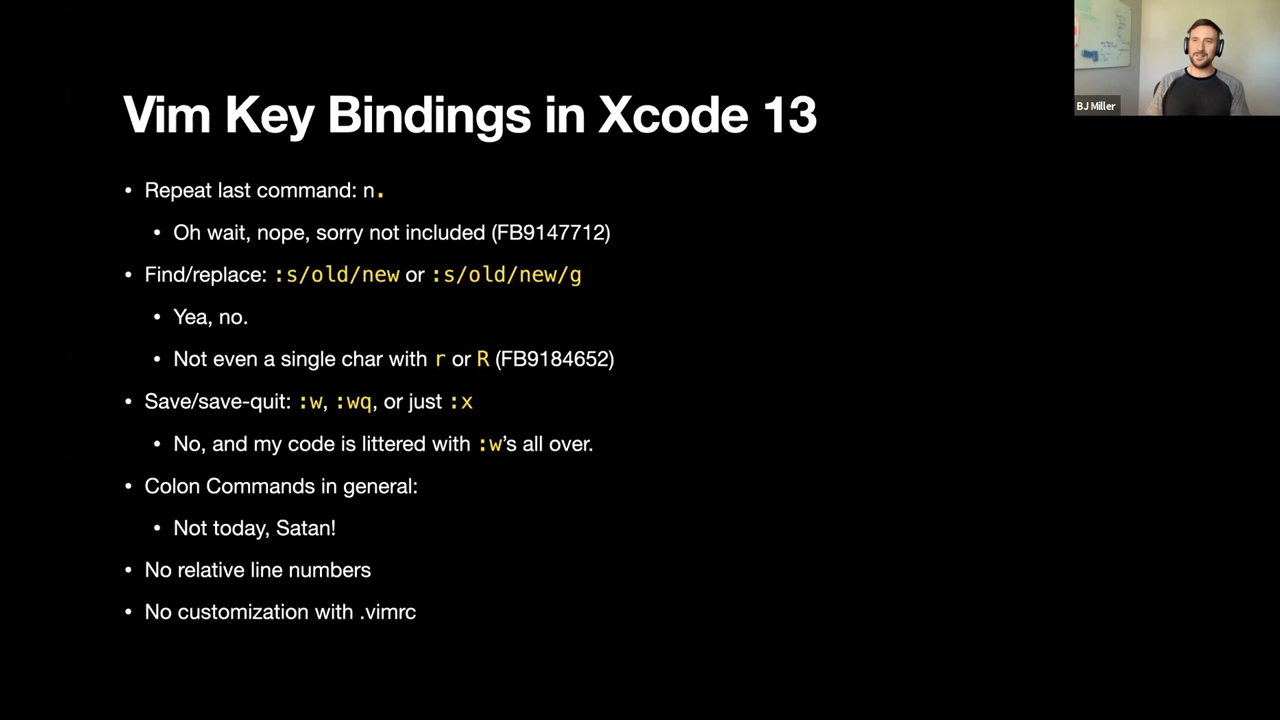 BJ Miller
Vim Key Bindings in Xcode 13
• Repeat last command: n.
• Oh wait, nope, sorry not included (FB9147712)
• Find/replace: :s/old/new or :s/old/new/g
• Yea, no.
• Not even a single char with r or R (FB9184652)
• Save/save-quit: :w, :wq, or just :x
• No, and my code is littered with :w’s all over.
• Colon Commands in general:
• Not today, Satan!
• No relative line numbers
• No customization with .vimrc